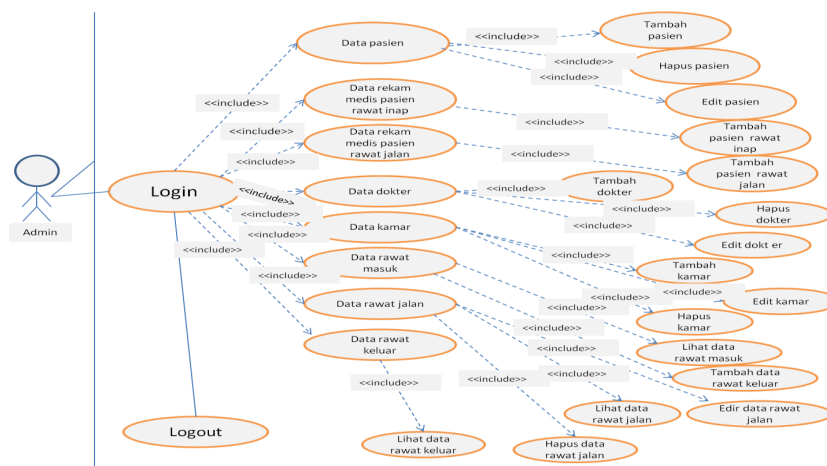 Data pasien
<<include>>
Tambah
pasien
<<include>>
Hapus pasien
<<include>>
Edit pasien
<<include>>
Data rekam
medis pasien
rawat inap
<<include>>
Tambah
pasien rawat
inap
<<include>>
Data rekam
medis pasien
rawat jalan
<<include>>
Tambah
pasien rawat
jalan
<<include>>
Admin
Login
<<include>>
Data dokter
<<include>>
Tambah
dokter
<<include>>
Hapus
dokter
<<include>>
Edit dokt er
<<include>>
Data kamar
<<include>>
Tambah
kamar
<<include>>
Edit kamar
<<include>>
Hapus
kamar
<<include>>
Data rawat
masuk
<<include>>
Lihat data
rawat masuk
<<include>>
Tambah data
rawat keluar
<<include>>
Data rawat jalan
<<include>>
Edir data rawat
jalan
<<include>>
Lihat data
rawat jalan
<<include>>
Hapus data
rawat jalan
Data rawat
keluar
<<include>>
Lihat data
rawat keluar
Logout